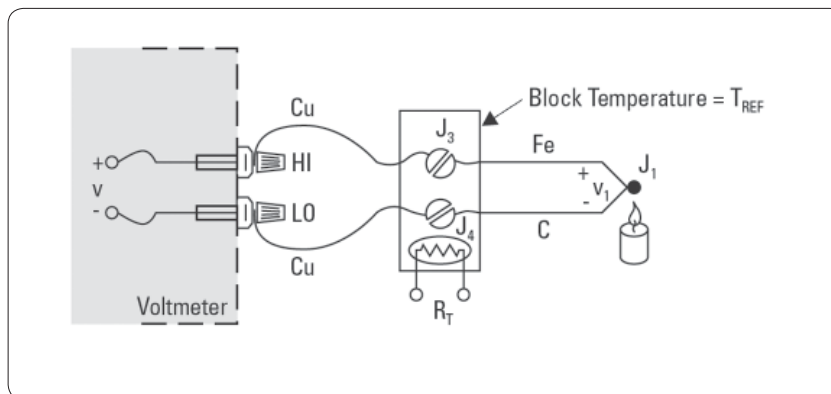 Block Temperature = T_REF
Cu
J_3
Fe
J_1
+
HI
+
v
v_1
-
-
LO
J_4
C
Cu
Voltmeter
R_T